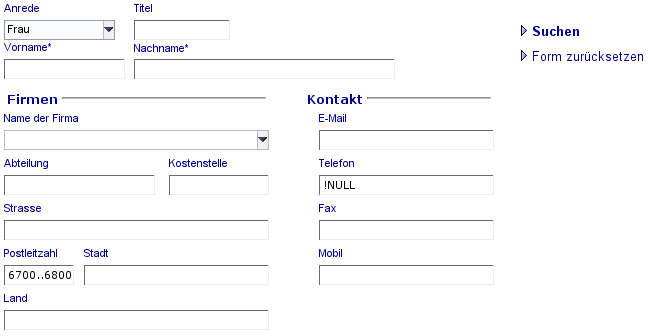 Anrede Titel
Frau
Suchen
Vorname* Nachname*
Form zurücksetzen
Firmen Kontakt
Name der Firma E-Mail
Abteilung Kostenstelle Telefon
!NULL
Strasse Fax
Postleitzahl Stadt Mobil
6700..6800
Land